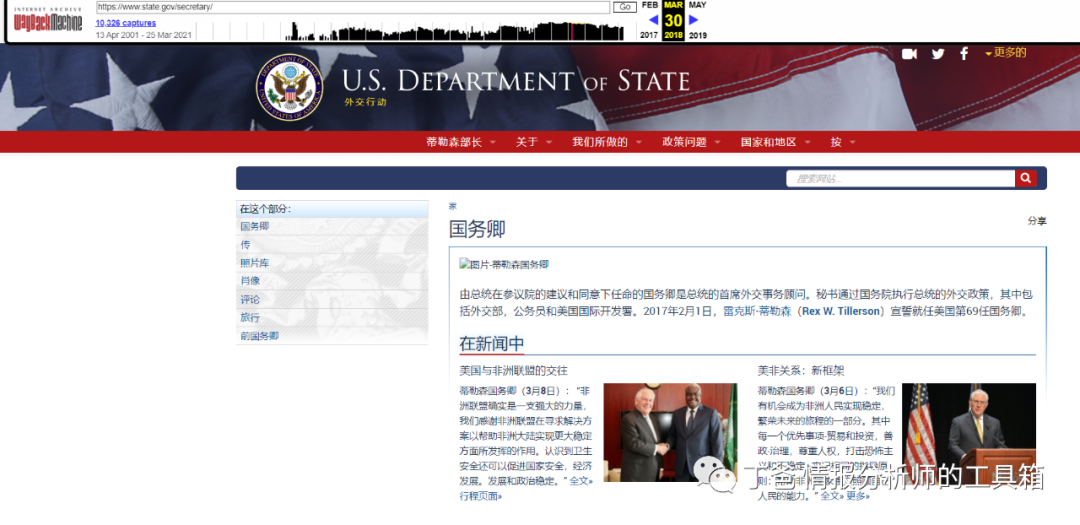 INTERNET ARCHIVE
WayBackMachine
https://www.state.gov/secretary/
Go
FEB MAR MAY
10,326 captures
30
13 Apr 2001 - 25 Mar 2021
2017 2018 2019
更多的
U.S. DEPARTMENT OF STATE
外交行动
蒂勒森部长 关于 我们所做的 政策问题 国家和地区 按
搜索网站...
在这个部分:
国务卿
传
照片库
肖像
评论
旅行
前国务卿
家
国务卿
分享
图片-蒂勒森国务卿
由总统在参议院的建议和同意下任命的国务卿是总统的首席外交事务顾问。秘书通过国务院执行总统的外交政策，其中包
括外交部，公务员和美国国际开发署。2017年2月1日，雷克斯·蒂勒森（Rex W. Tillerson）宣誓就任美国第69任国务卿。
在新闻中
美国与非洲联盟的交往
蒂勒森国务卿（3月8日）：“非
洲联盟确实是一支强大的力量，
我们感谢非洲联盟在寻求解决方
案以帮助非洲大陆实现更大稳定
方面所发挥的作用。认识到卫生
安全还可以促进国家安全，经济
发展。发展和政治稳定。” 全文»
行程页面»
美非关系：新框架
蒂勒森国务卿（3月6日）：“我们
有机会成为非洲人民实现稳定，
繁荣未来的旅程的一部分。其中
每一个优先事项-贸易和投资，善
政·治理，尊重人权，打击恐怖主
人民的能力。” 全文» 更多»
丁爸 情报分析师的工具箱